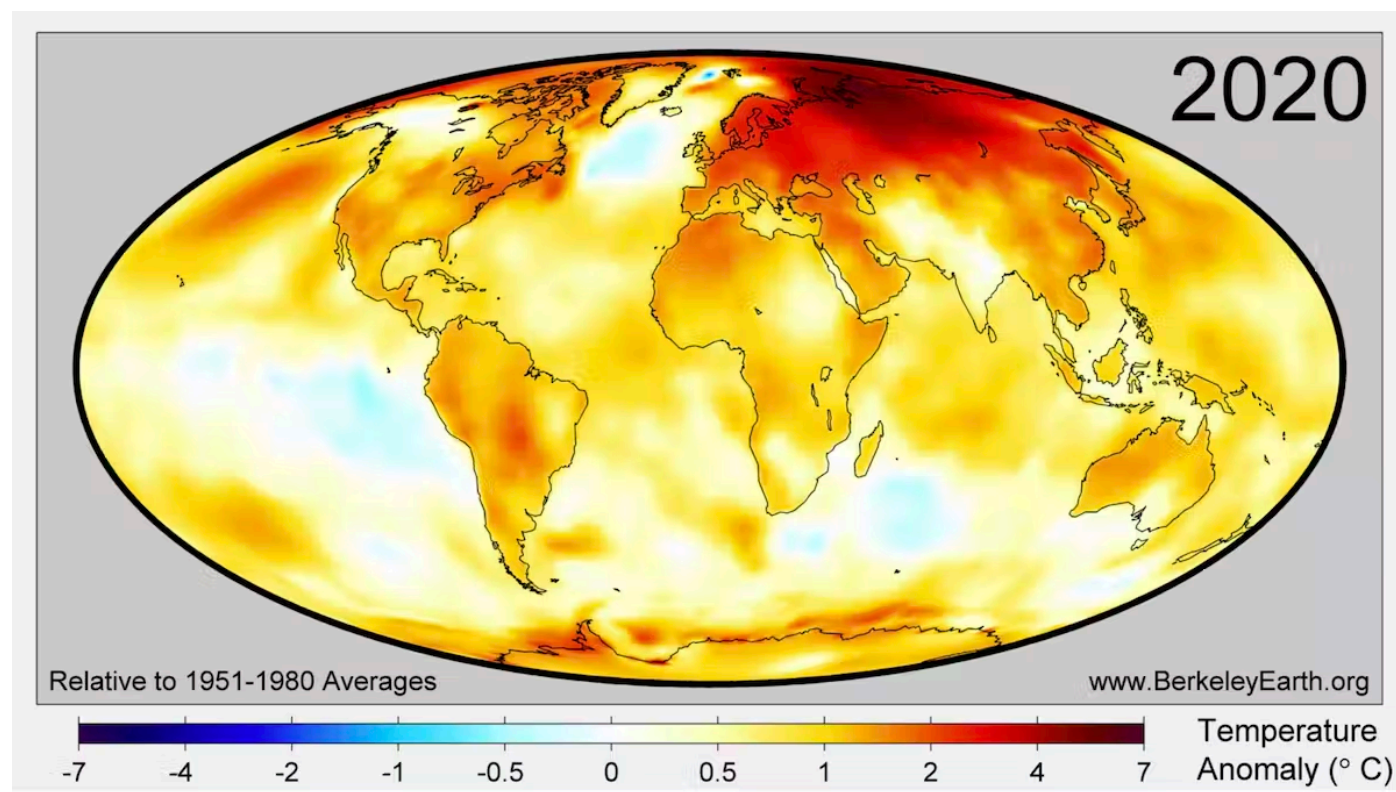 2020
Relative to 1951-1980 Averages
www.BerkeleyEarth.org
-7 -4 -2 -1 -0.5 0 0.5 1 2 4 7
Temperature
Anomaly (° C)